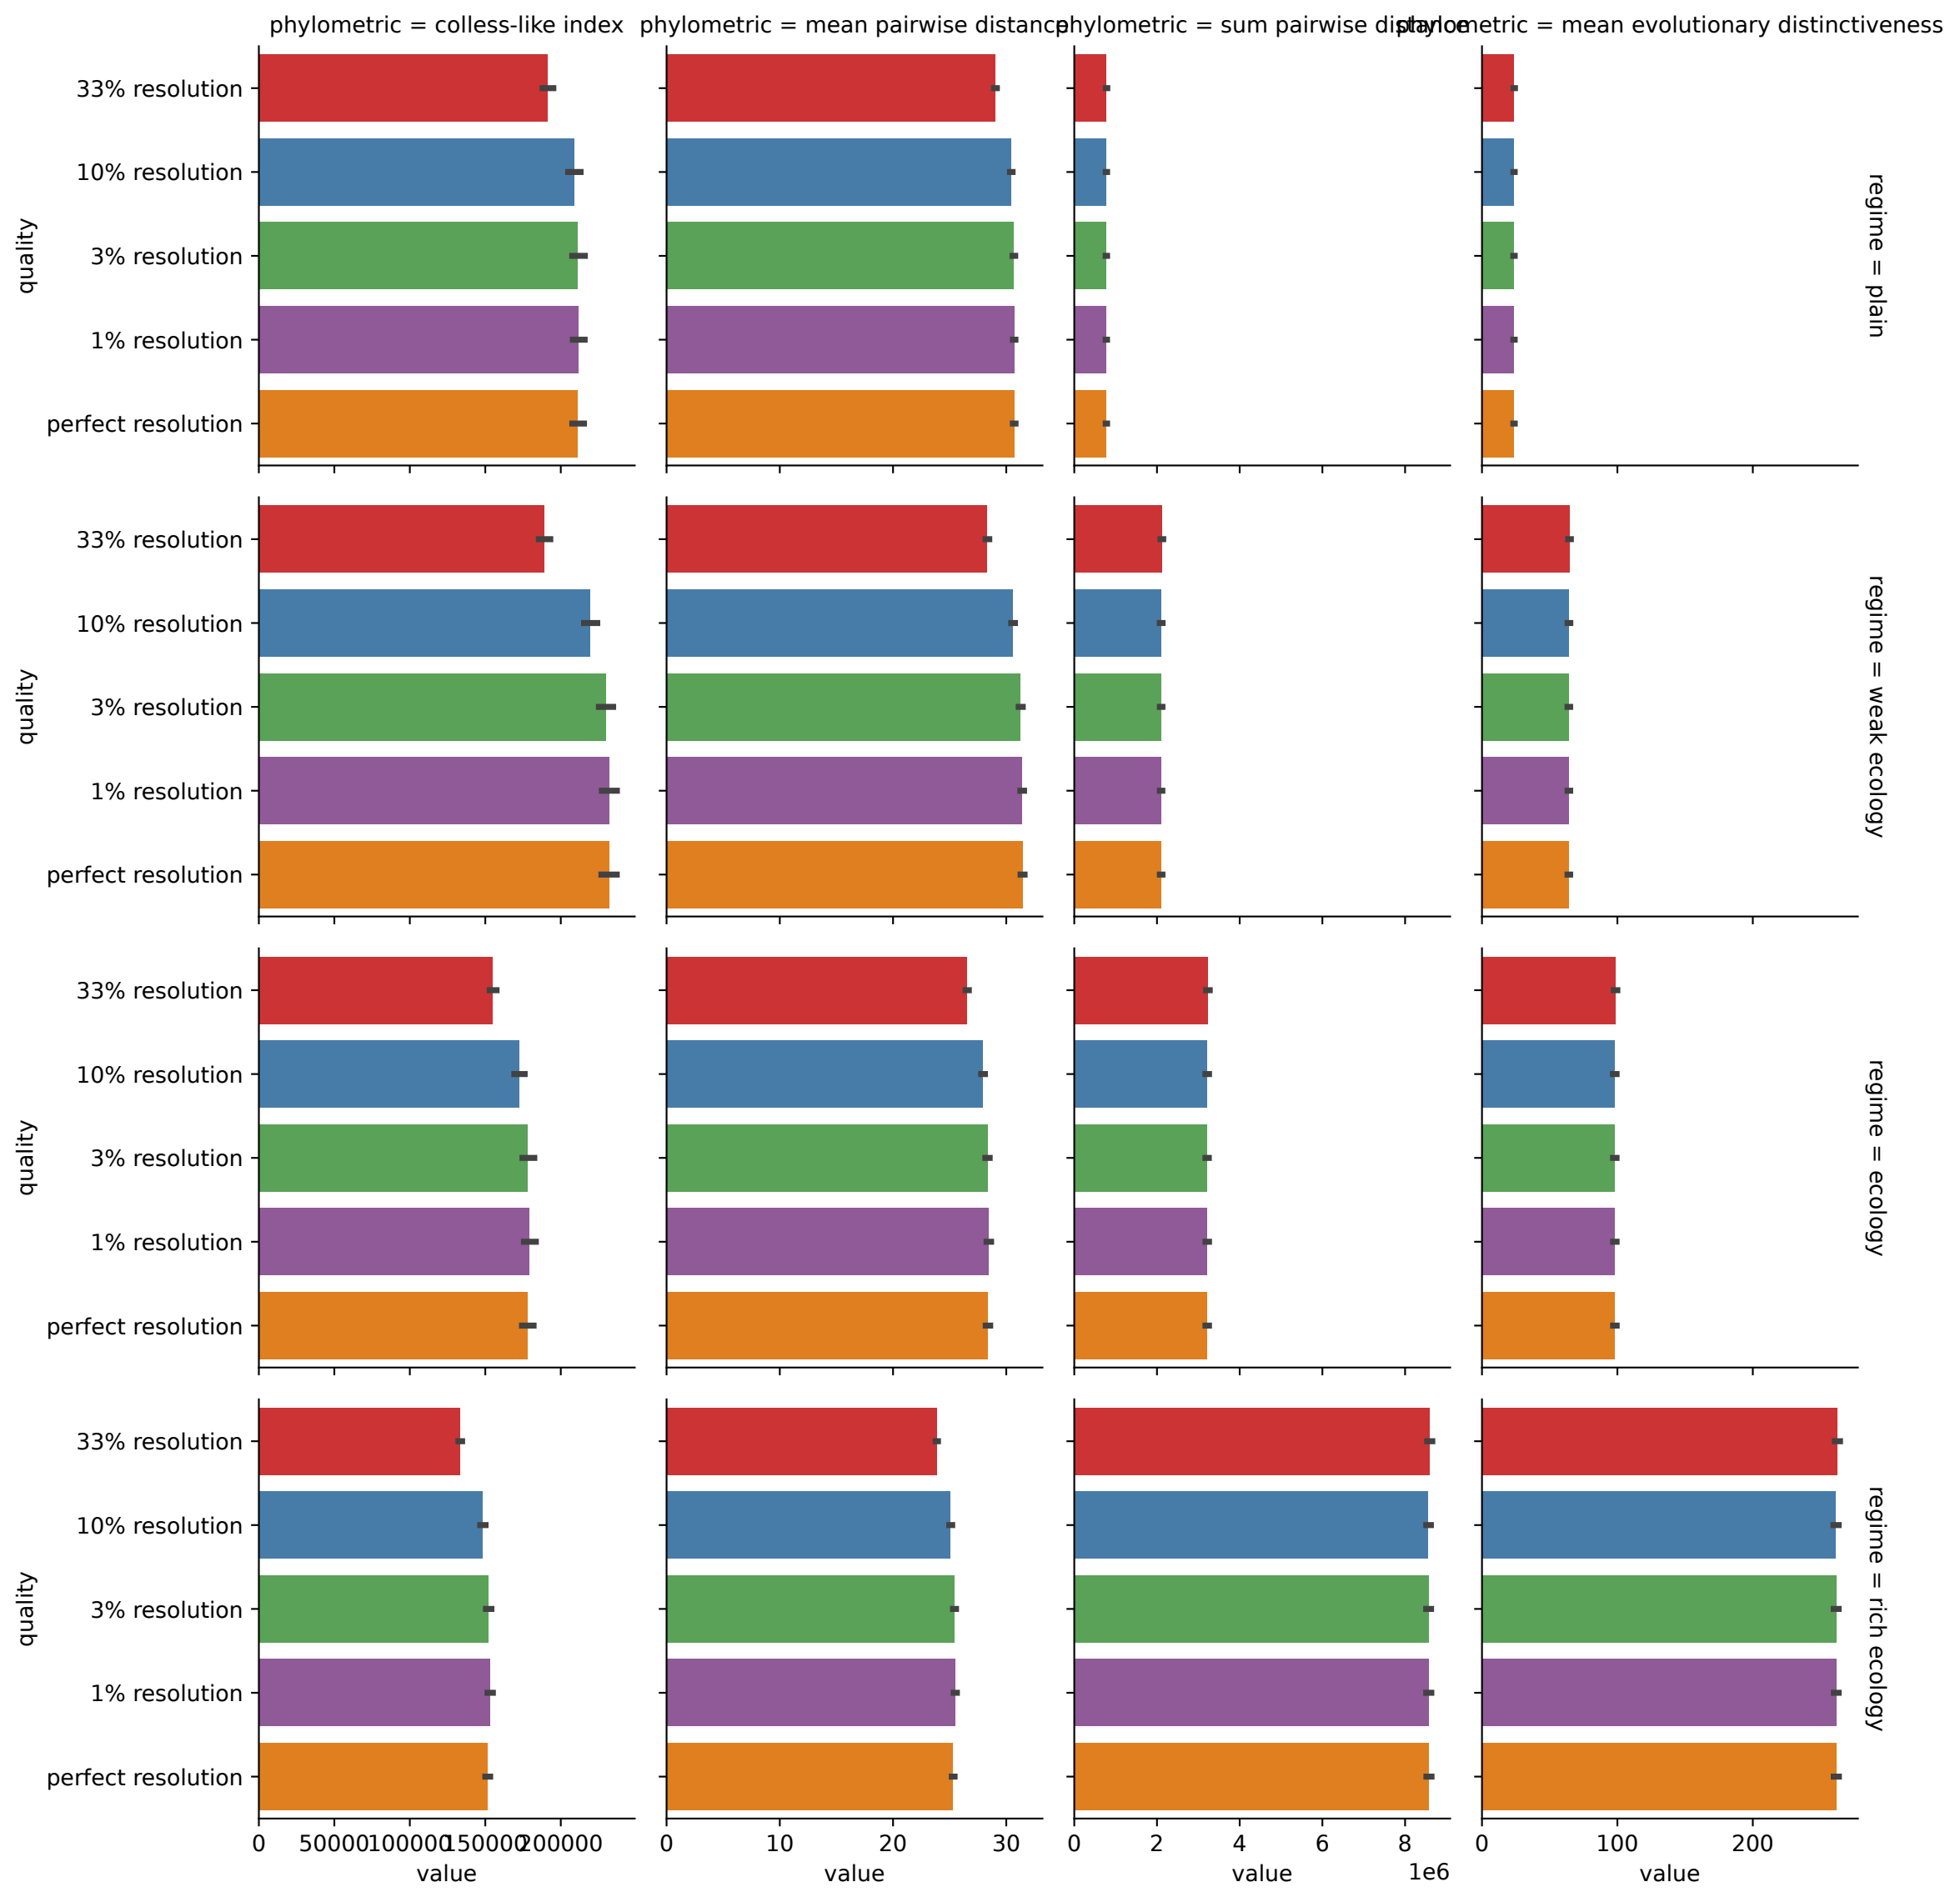 phylometric = colless-like index
phylometric = mean pairwise distance
phylometric = sum pairwise distance
phylometric = mean evolutionary distinctiveness
quality
33% resolution
10% resolution
3% resolution
1% resolution
perfect resolution
regime = plain
quality
33% resolution
10% resolution
3% resolution
1% resolution
perfect resolution
regime = weak ecology
quality
33% resolution
10% resolution
3% resolution
1% resolution
perfect resolution
regime = ecology
quality
33% resolution
10% resolution
3% resolution
1% resolution
perfect resolution
regime = rich ecology
0 50000 100000 150000 200000
value
0 10 20 30
value
0 2 4 6 8
1e6
value
0 100 200
value